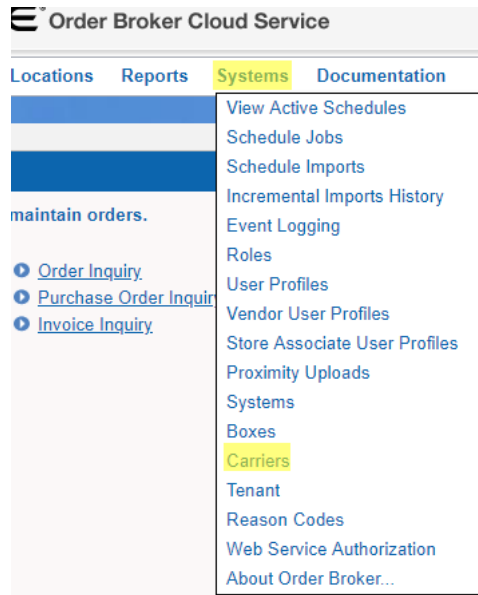 Order Broker Cloud Service
Locations Reports Systems Documentation
View Active Schedules
Schedule Jobs
Schedule Imports
Incremental Imports History
maintain orders.
Event Logging
Roles
Order Inquiry
User Profiles
Purchase Order Inquir
Vendor User Profiles
Invoice Inquiry
Store Associate User Profiles
Proximity Uploads
Systems
Boxes
Carriers
Tenant
Reason Codes
Web Service Authorization
About Order Broker...